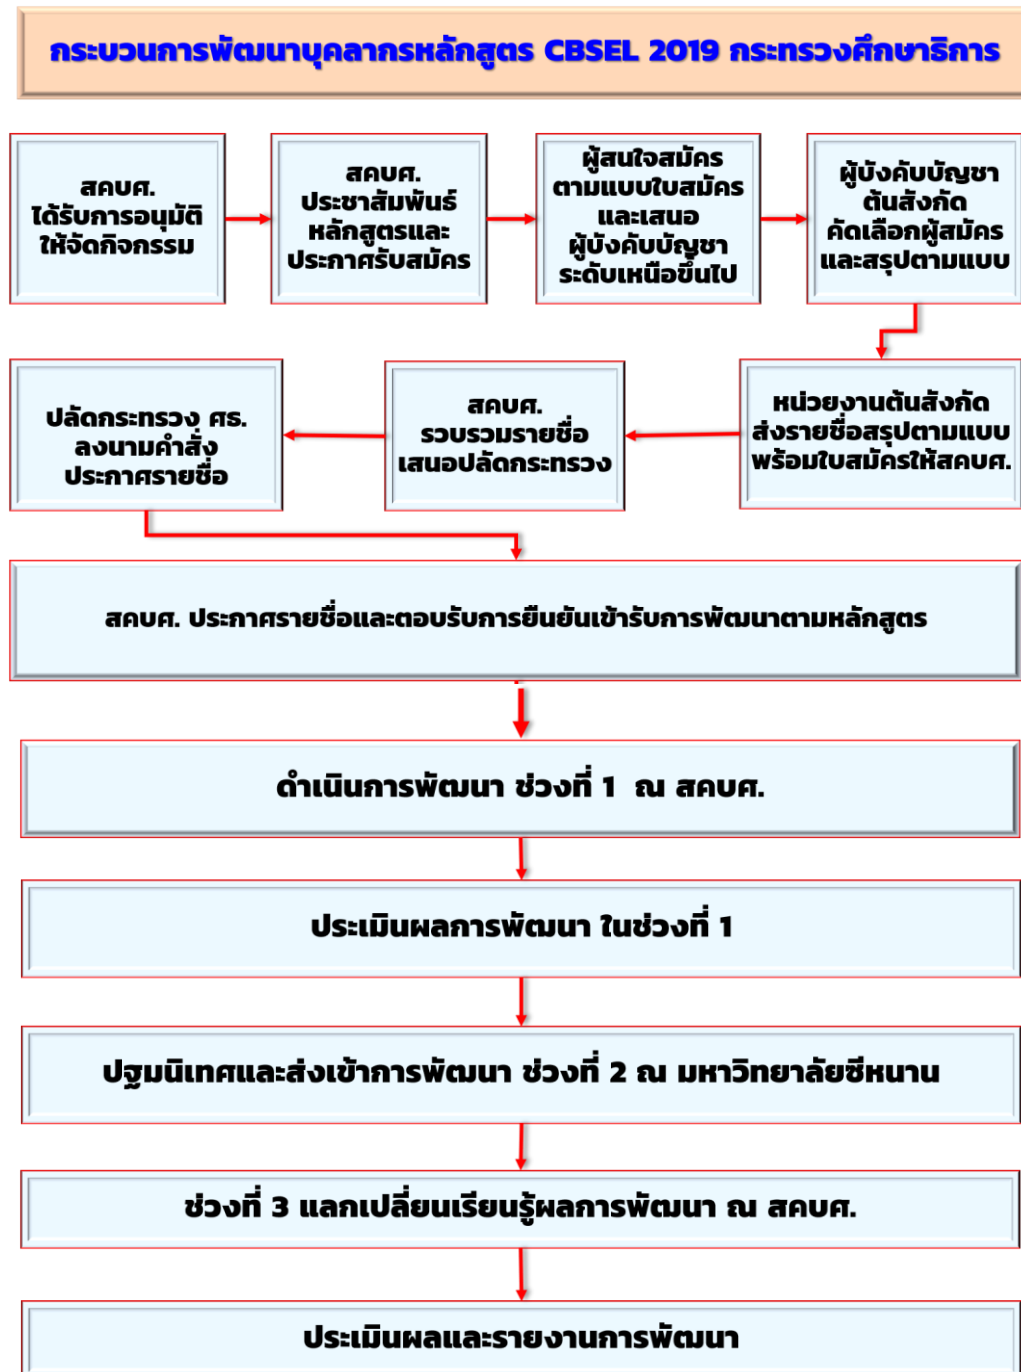 กระบวนการพัฒนาบุคลากรหลักสูตร CBSEL 2019 กระทรวงศึกษาธิการ
สคบศ.
ได้รับการอนุมัติ
ให้จัดกิจกรรม
สคบศ.
ประชาสัมพันธ์
หลักสูตรและ
ประกาศรับสมัคร
ผู้สนใจสมัคร
ตามแบบใบสมัคร
และเสนอ
ผู้บังคับบัญชา
ระดับเหนือขึ้นไป
ผู้บังคับบัญชา
ต้นสังกัด
คัดเลือกผู้สมัคร
และสรุปตามแบบ
หน่วยงานต้นสังกัด
ส่งรายชื่อสรุปตามแบบ
พร้อมใบสมัครให้สคบศ.
สคบศ.
รวบรวมรายชื่อ
เสนอปลัดกระทรวง
ปลัดกระทรวง ศธ.
ลงนามคำสั่ง
ประกาศรายชื่อ
สคบศ. ประกาศรายชื่อและตอบรับการยืนยันเข้ารับการพัฒนาตามหลักสูตร
ดำเนินการพัฒนา ช่วงที่ 1 ณ สคบศ.
ประเมินผลการพัฒนา ในช่วงที่ 1
ปฐมนิเทศและส่งเข้าการพัฒนา ช่วงที่ 2 ณ มหาวิทยาลัยซีหนาน
ช่วงที่ 3 แลกเปลี่ยนเรียนรู้ผลการพัฒนา ณ สคบศ.
ประเมินผลและรายงานการพัฒนา